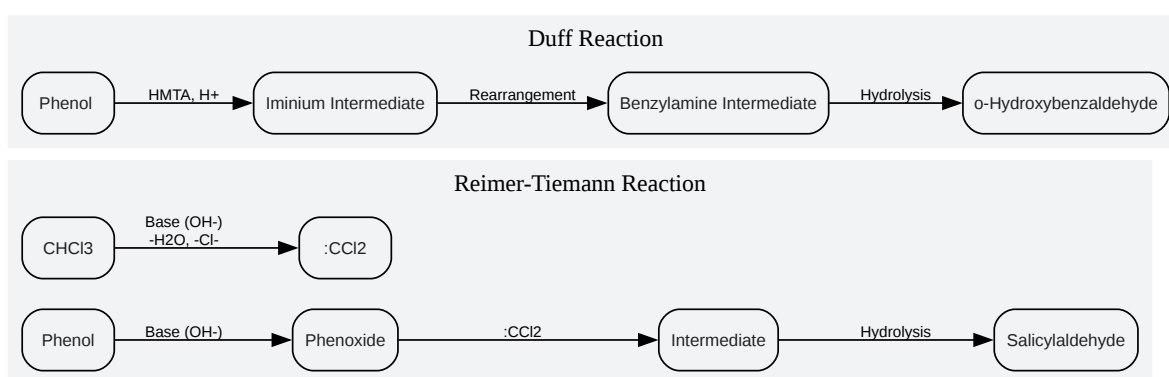 Duff Reaction
Phenol
HMTA, H+
Iminium Intermediate
Rearrangement
Benzylamine Intermediate
Hydrolysis
o-Hydroxybenzaldehyde
Reimer-Tiemann Reaction
CHCl3
Base (OH-)
-H2O, -Cl-
:CCl2
Phenol
Base (OH-)
Phenoxide
:CCl2
Intermediate
Hydrolysis
Salicylaldehyde